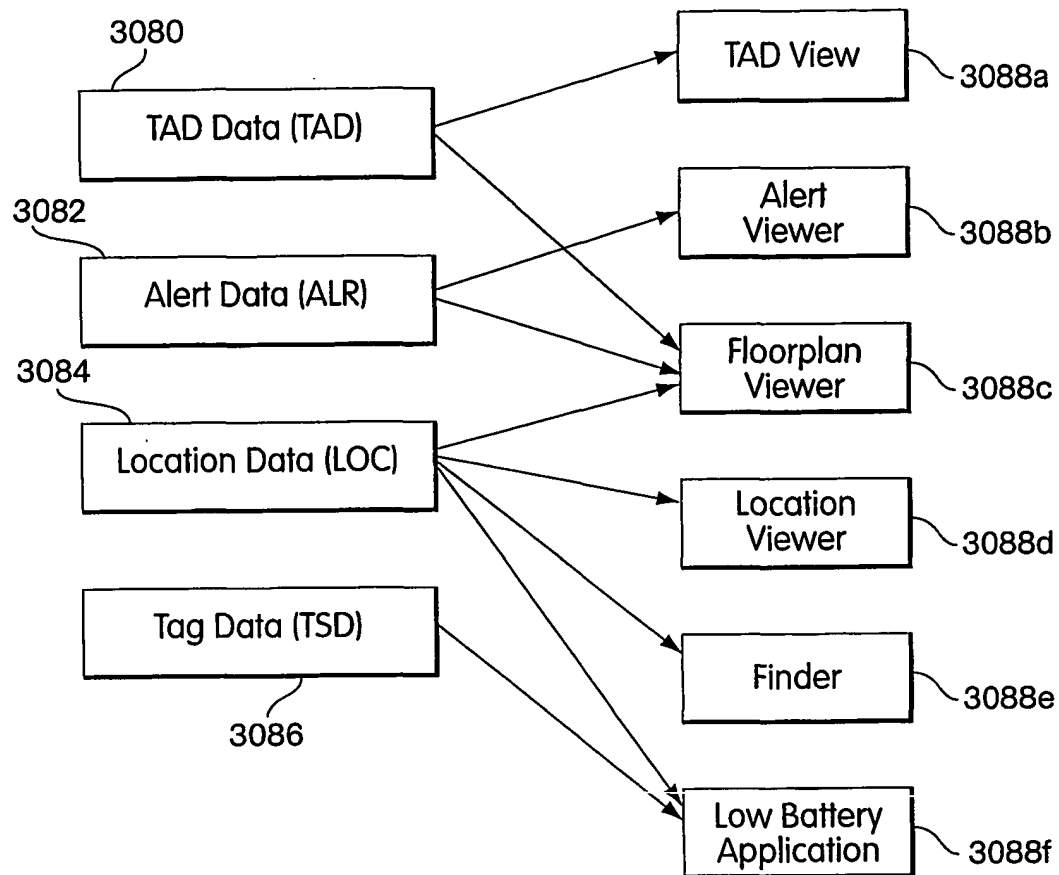 3080
TAD Data (TAD)
TAD View
3088a
3082
Alert Data (ALR)
Alert
Viewer
3088b
3084
Location Data (LOC)
Floorplan
Viewer
3088c
Location
Viewer
3088d
Tag Data (TSD)
3086
Finder
3088e
Low Battery
Application
3088f